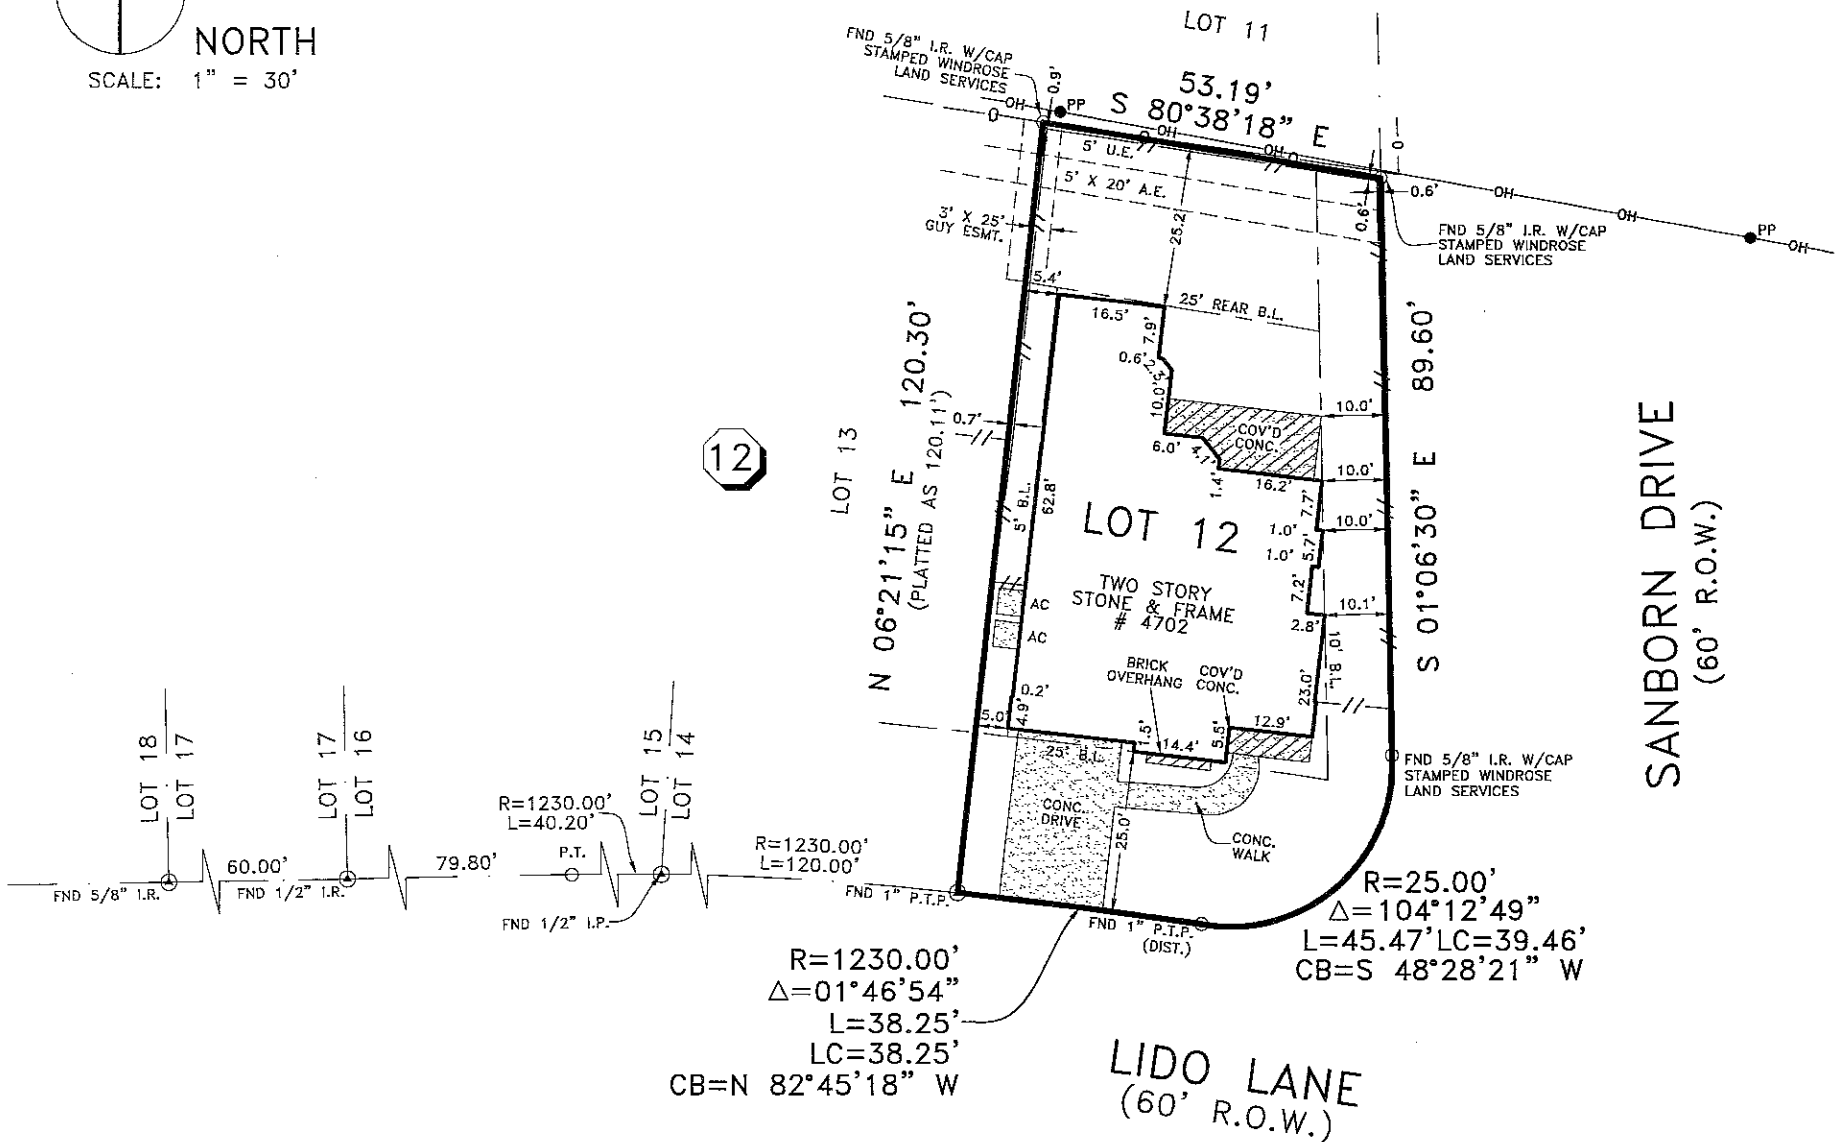 NORTH
SCALE: 1" = 30'
LOT 11
FND 5/8" I.R. W/CAP
STAMPED WINDROSE
LAND SERVICES
0.9'
53.19'
S 80°38'18" E
OH
PP
OH
OH
5' U.E.
5' X 20' A.E.
3' X 25'
GUY ESMT.
25.2'
0.6'
0.6'
OH
OH
PP
OH
FND 5/8" I.R. W/CAP
STAMPED WINDROSE
LAND SERVICES
5.4'
16.5'
25' REAR B.L.
7.9'
0.6'
2.3'
10.0'
COV'D
CONC.
6.0'
4.1'
1.4'
16.2'
10.0'
10.0'
10.0'
7.7'
1.0'
1.0'
5.7'
7.2'
10.1'
2.8'
10' B.L.
23.0'
0.7'
5' B.L.
62.8'
12
LOT 13
N 06°21'15" E 120.30'
(PLATTED AS 120.11')
S 01°06'30" E 89.60'
SANBORN DRIVE
(60' R.O.W.)
LOT 12
TWO STORY
STONE & FRAME
# 4702
AC
AC
BRICK
OVERHANG
COV'D
CONC.
0.2'
4.9'
5.0'
1.5'
14.4'
5.5'
12.9'
25' B.L.
CONC.
DRIVE
25.0'
CONC.
WALK
FND 5/8" I.R. W/CAP
STAMPED WINDROSE
LAND SERVICES
LOT 18
LOT 17
LOT 17
LOT 16
LOT 15
LOT 14
R=1230.00'
L=40.20'
P.T.
R=1230.00'
L=120.00'
60.00'
79.80'
FND 5/8" I.R.
FND 1/2" I.R.
FND 1/2" I.P.
FND 1" P.T.P.
FND 1" P.T.P.
(DIST.)
R=25.00'
△=104°12'49"
L=45.47' LC=39.46'
CB=S 48°28'21" W
R=1230.00'
△=01°46'54"
L=38.25'
LC=38.25'
CB=N 82°45'18" W
LIDO LANE
(60' R.O.W.)